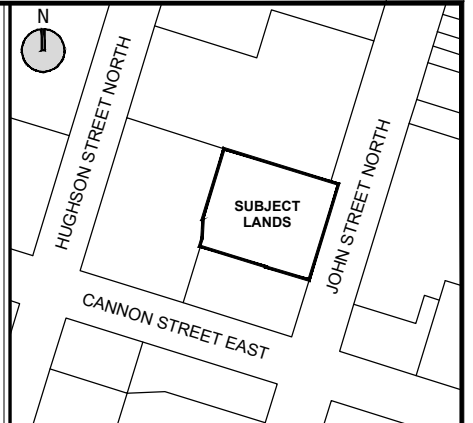 N
HUGHSON STREET NORTH
SUBJECT
LANDS
JOHN STREET NORTH
CANNON STREET EAST